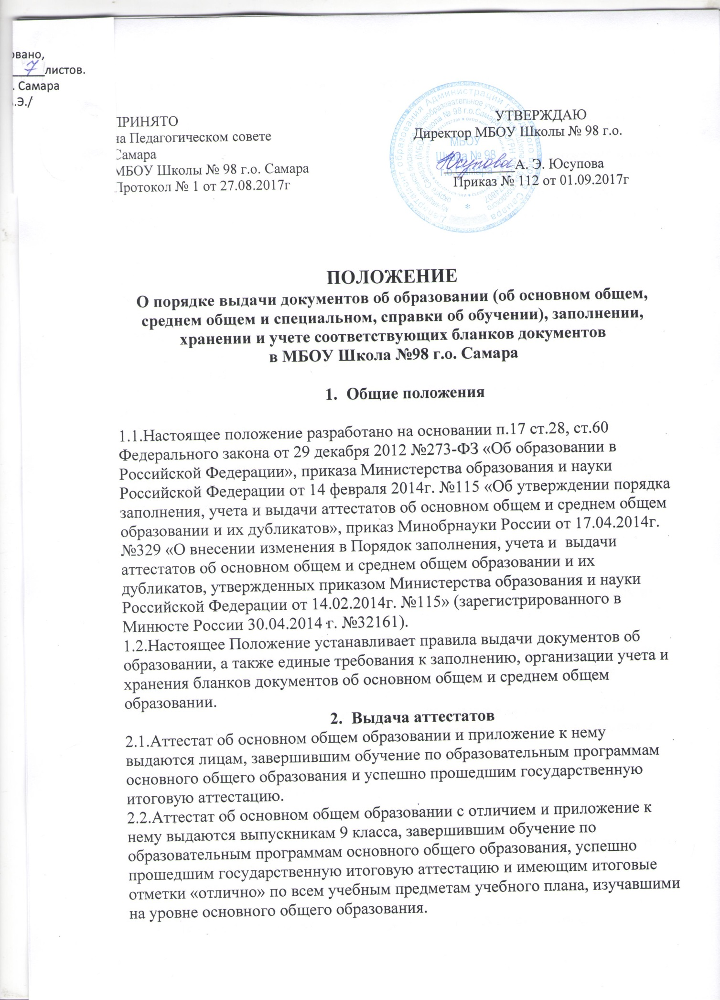 овано,
7 листов.
. Самара
.Э./
ПРИНЯТО
на Педагогическом совете
Самара
МБОУ Школы № 98 г.о. Самара
Протокол № 1 от 27.08.2017г
УТВЕРЖДАЮ
Директор МБОУ Школы № 98 г.о.
Юсупова А. Э. Юсупова
Приказ № 112 от 01.09.2017г
МБОУ
Школа № 98
г.о. Самара
ПОЛОЖЕНИЕ
О порядке выдачи документов об образовании (об основном общем,
среднем общем и специальном, справки об обучении), заполнении,
хранении и учете соответствующих бланков документов
в МБОУ Школа №98 г.о. Самара
1. Общие положения
1.1.Настоящее положение разработано на основании п.17 ст.28, ст.60
Федерального закона от 29 декабря 2012 №273-ФЗ «Об образовании в
Российской Федерации», приказа Министерства образования и науки
Российской Федерации от 14 февраля 2014г. №115 «Об утверждении порядка
заполнения, учета и выдачи аттестатов об основном общем и среднем общем
образовании и их дубликатов», приказ Минобрнауки России от 17.04.2014г.
№329 «О внесении изменения в Порядок заполнения, учета и выдачи
аттестатов об основном общем и среднем общем образовании и их
дубликатов, утвержденных приказом Министерства образования и науки
Российской Федерации от 14.02.2014г. №115» (зарегистрированного в
Минюсте России 30.04.2014 г. №32161).
1.2.Настоящее Положение устанавливает правила выдачи документов об
образовании, а также единые требования к заполнению, организации учета и
хранения бланков документов об основном общем и среднем общем
образовании.
2. Выдача аттестатов
2.1.Аттестат об основном общем образовании и приложение к нему
выдаются лицам, завершившим обучение по образовательным программам
основного общего образования и успешно прошедшим государственную
итоговую аттестацию.
2.2.Аттестат об основном общем образовании с отличием и приложение к
нему выдаются выпускникам 9 класса, завершившим обучение по
образовательным программам основного общего образования, успешно
прошедшим государственную итоговую аттестацию и имеющим итоговые
отметки «отлично» по всем учебным предметам учебного плана, изучавшими
на уровне основного общего образования.